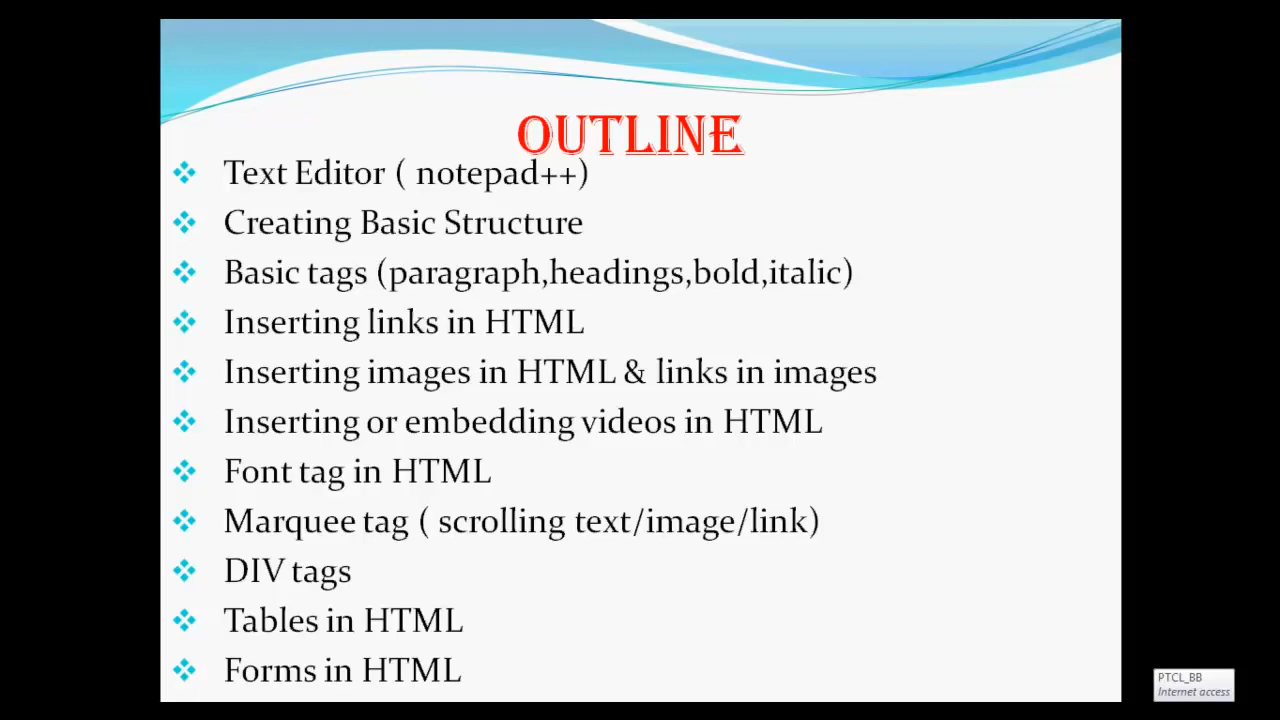 OUTLINE
Text Editor ( notepad++)
Creating Basic Structure
Basic tags (paragraph,headings,bold,italic)
Inserting links in HTML
Inserting images in HTML & links in images
Inserting or embedding videos in HTML
Font tag in HTML
Marquee tag ( scrolling text/image/link)
DIV tags
Tables in HTML
Forms in HTML
PTCL_BB
Internet access